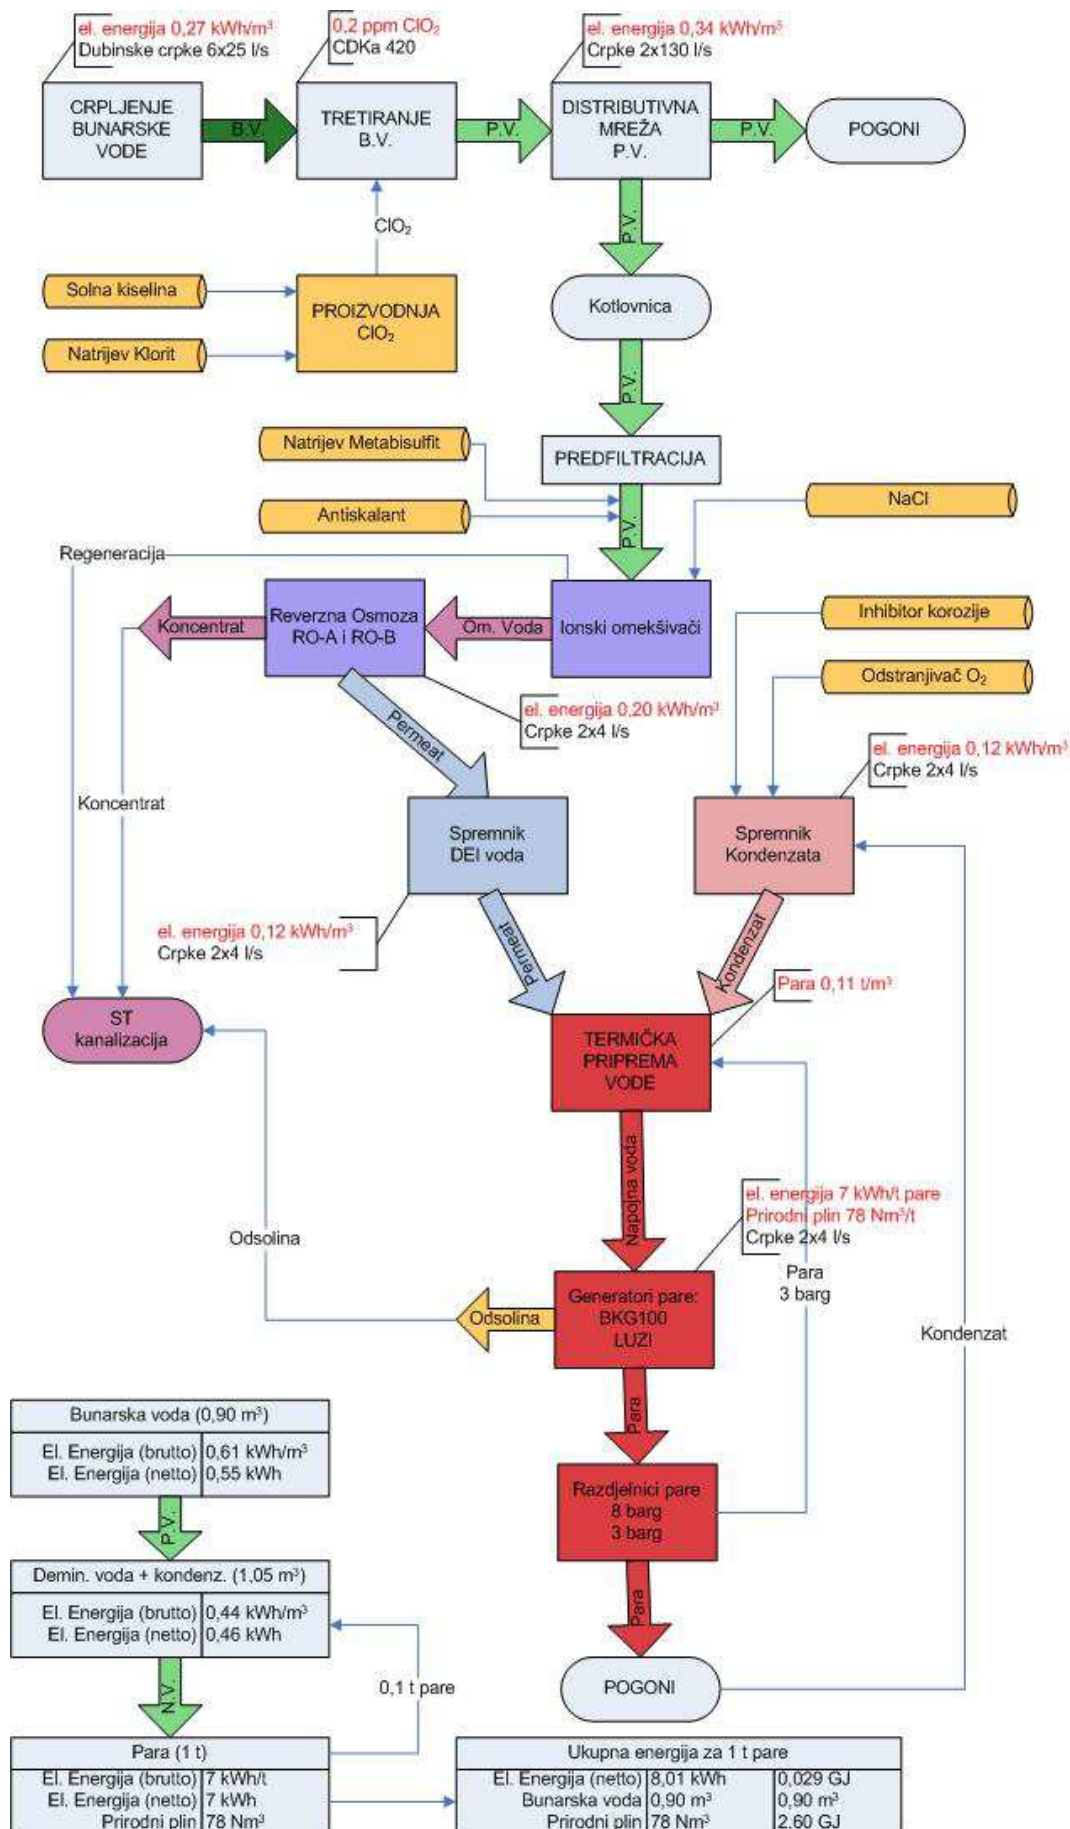 el. energija 0,27 kWh/m³
Dubinske crpke 6x25 l/s
0,2 ppm ClO₂
CDKa 420
el. energija 0,34 kWh/m³
Crpke 2x130 l/s
CRPLJENJE
BUNARSKE
VODE
B.V.
TRETIRANJE
B.V.
P.V.
DISTRIBUTIVNA
MREŽA
P.V.
P.V.
POGONI
P.V.
ClO₂
Solna kiselina
Natrijev Klorit
PROIZVODNJA
ClO₂
Kotlovnica
P.V.
Natrijev Metabisulfit
Antiskalant
PREDFILTRACIJA
P.V.
NaCl
Regeneracija
Koncentrat
Reverzna Osmoza
RO-A i RO-B
Om. Voda
Ionski omekšivači
Inhibitor korozije
Odstranjivač O₂
el. energija 0,20 kWh/m³
Crpke 2x4 l/s
Permeat
el. energija 0,12 kWh/m³
Crpke 2x4 l/s
Koncentrat
Spremnik
DEI voda
Spremnik
Kondenzata
el. energija 0,12 kWh/m³
Crpke 2x4 l/s
Permeat
Kondenzat
Para 0,11 t/m³
ST
kanalizacija
TERMIČKA
PRIPREMA
VODE
Napojna voda
el. energija 7 kWh/t pare
Prirodni plin 78 Nm³/t
Crpke 2x4 l/s
Para
3 barg
Odsolina
Odsolina
Generatori pare:
BKG100
LUZI
Kondenzat
Para
Razdjelnici pare
8 barg
3 barg
Para
POGONI
Bunarska voda (0,90 m³)
El. Energija (brutto) 0,61 kWh/m³
El. Energija (netto) 0,55 kWh
P.V.
Demin. voda + kondenz. (1,05 m³)
El. Energija (brutto) 0,44 kWh/m³
El. Energija (netto) 0,46 kWh
N.V.
0,1 t pare
Para (1 t)
El. Energija (brutto) 7 kWh/t
El. Energija (netto) 7 kWh
Prirodni plin 78 Nm³
Ukupna energija za 1 t pare
El. Energija (netto) 8,01 kWh 0,029 GJ
Bunarska voda 0,90 m³ 0,90 m³
Prirodni plin 78 Nm³ 2,60 GJ